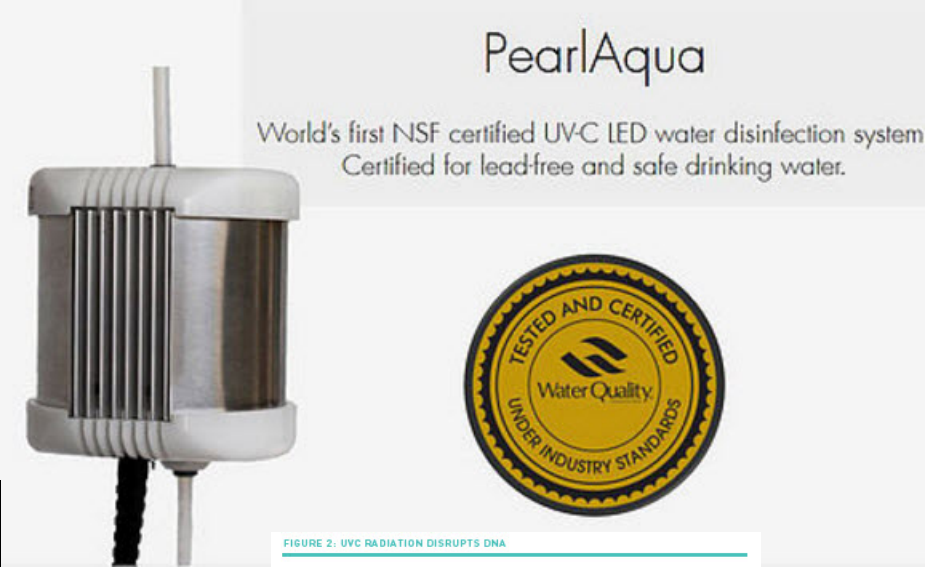 PearlAqua
World's first NSF certified UV-C LED water disinfection system
Certified for lead-free and safe drinking water.
TESTED AND CERTIFIED
Water Quality
UNDER INDUSTRY STANDARDS
FIGURE 2: UVC RADIATION DISRUPTS DNA